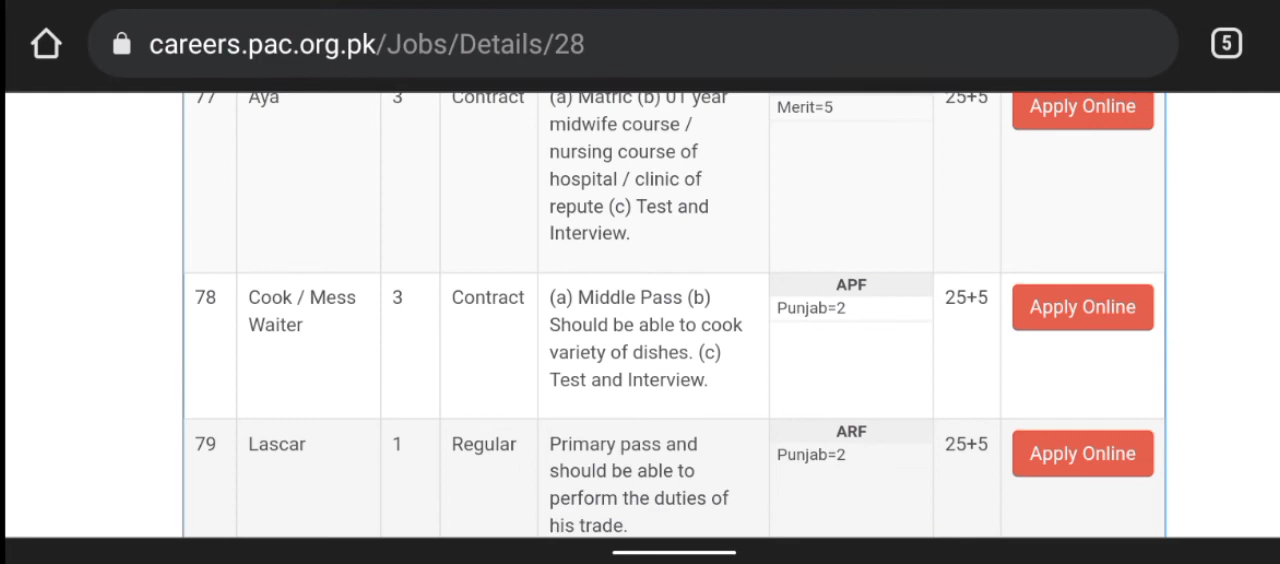 careers.pac.org.pk/Jobs/Details/28
5
77 Aya 3 Contract (a) Matric (b) 01 year
midwife course /
nursing course of
hospital / clinic of
repute (c) Test and
Interview.
Merit=5
25+5
Apply Online
78 Cook / Mess
Waiter
3 Contract (a) Middle Pass (b)
Should be able to cook
variety of dishes. (c)
Test and Interview.
APF
Punjab=2
25+5
Apply Online
79 Lascar 1 Regular Primary pass and
should be able to
perform the duties of
his trade.
ARF
Punjab=2
25+5
Apply Online